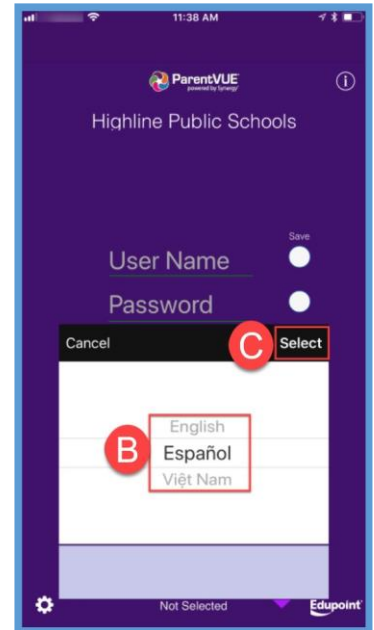 11:38 AM
ParentVUE
powered by Synergy
Highline Public Schools
Save
User Name
Password
Cancel
C
Select
English
B
Español
Việt Nam
Not Selected
Edupoint